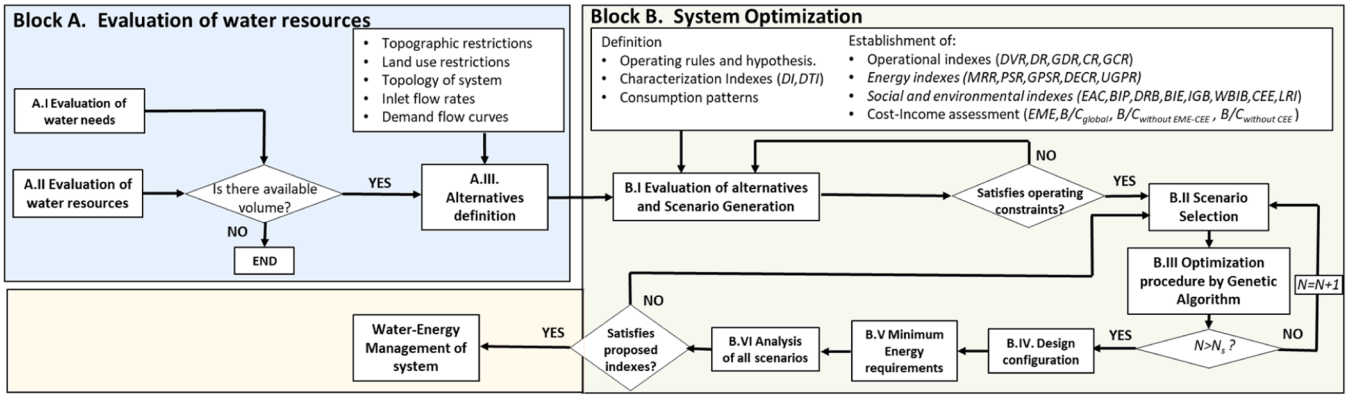 Block A. Evaluation of water resources
• Topographic restrictions
• Land use restrictions
• Topology of system
• Inlet flow rates
• Demand flow curves
A.I Evaluation of
water needs
A.II Evaluation of
water resources
Is there available
volume?
YES
NO
END
A.III.
Alternatives
definition
Block B. System Optimization
Definition
• Operating rules and hypothesis.
• Characterization Indexes (DI,DTI)
• Consumption patterns
Establishment of:
• Operational indexes (DVR,DR,GDR,CR,GCR)
• Energy indexes (MRR,PSR,GPSR,DECR,UGPR)
• Social and environmental indexes (EAC,BIP,DRB,BIE,IGB,WBIB,CEE,LRI)
• Cost-Income assessment (EME,B/Cglobal, B/Cwithout EME-CEE , B/Cwithout CEE )
B.I Evaluation of alternatives
and Scenario Generation
NO
Satisfies operating
constraints?
YES
B.II Scenario
Selection
B.III Optimization
procedure by Genetic
Algorithm
N=N+1
N>Ns ?
NO
YES
B.IV. Design
configuration
B.V Minimum
Energy
requirements
B.VI Analysis
of all scenarios
Satisfies
proposed
indexes?
NO
YES
Water-Energy
Management of
system